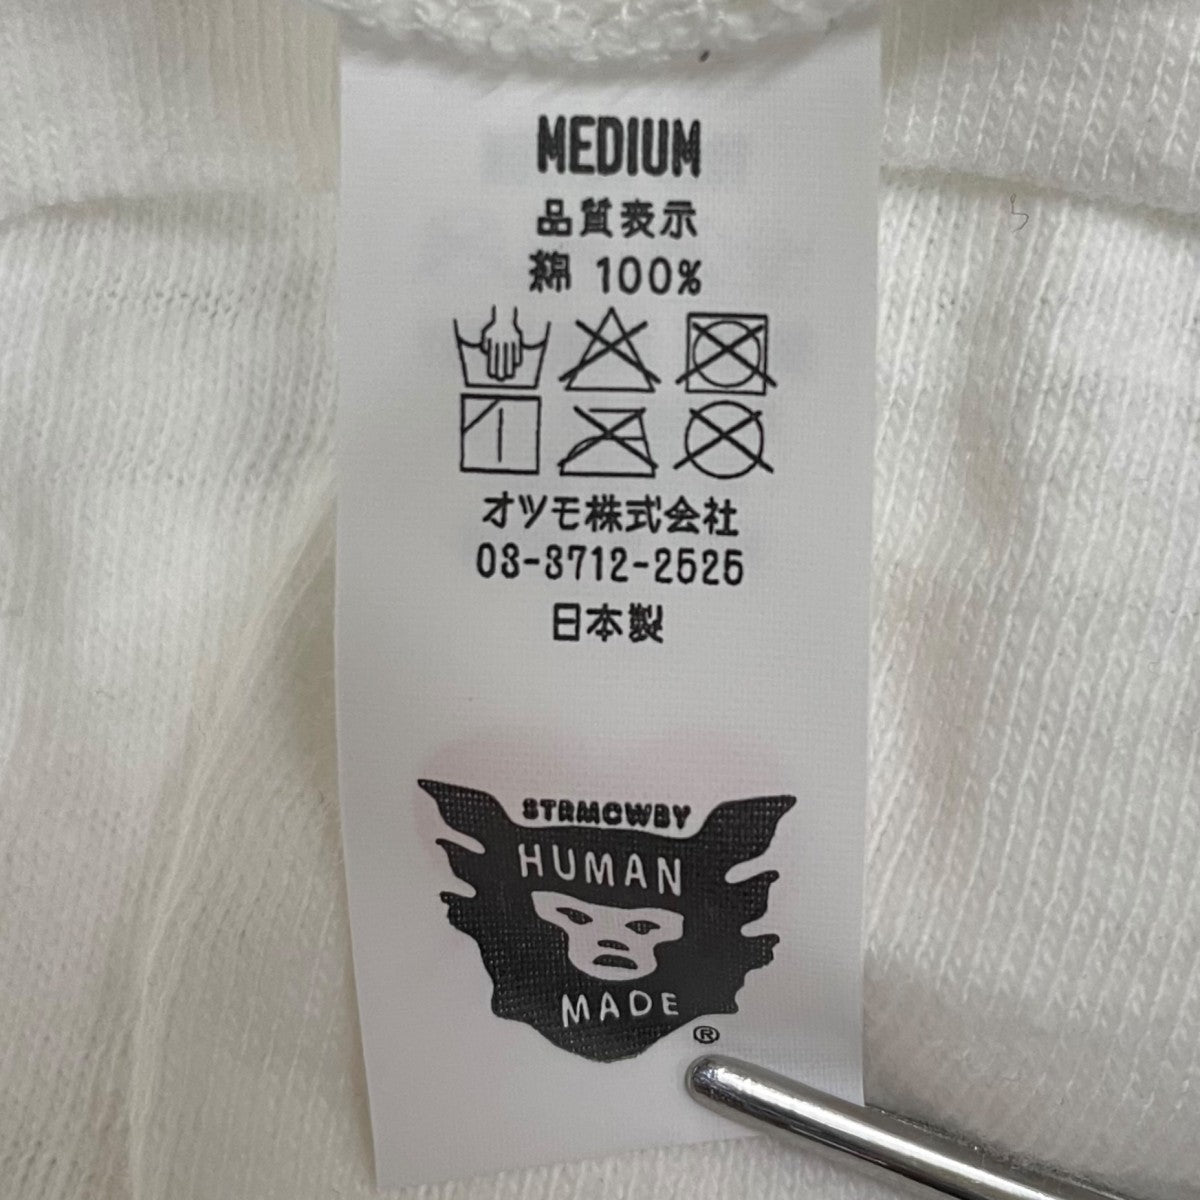 MEDIUM
品質表示
綿 100%
オツモ株式会社
03-3712-2525
日本製
STRMCWBY
HUMAN
MADE
®